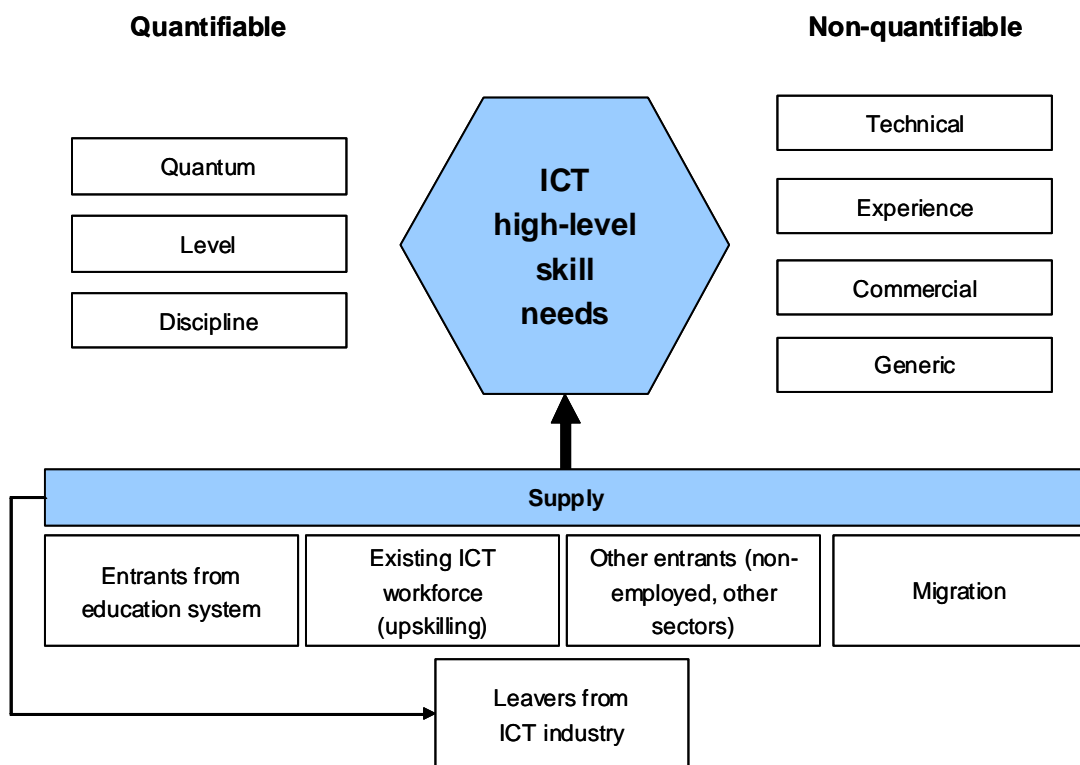 Quantifiable
Non-quantifiable
Quantum
Level
Discipline
ICT
high-level
skill
needs
Technical
Experience
Commercial
Generic
Supply
Entrants from
education system
Existing ICT
workforce
(upskilling)
Other entrants (non-
employed, other
sectors)
Migration
Leavers from
ICT industry